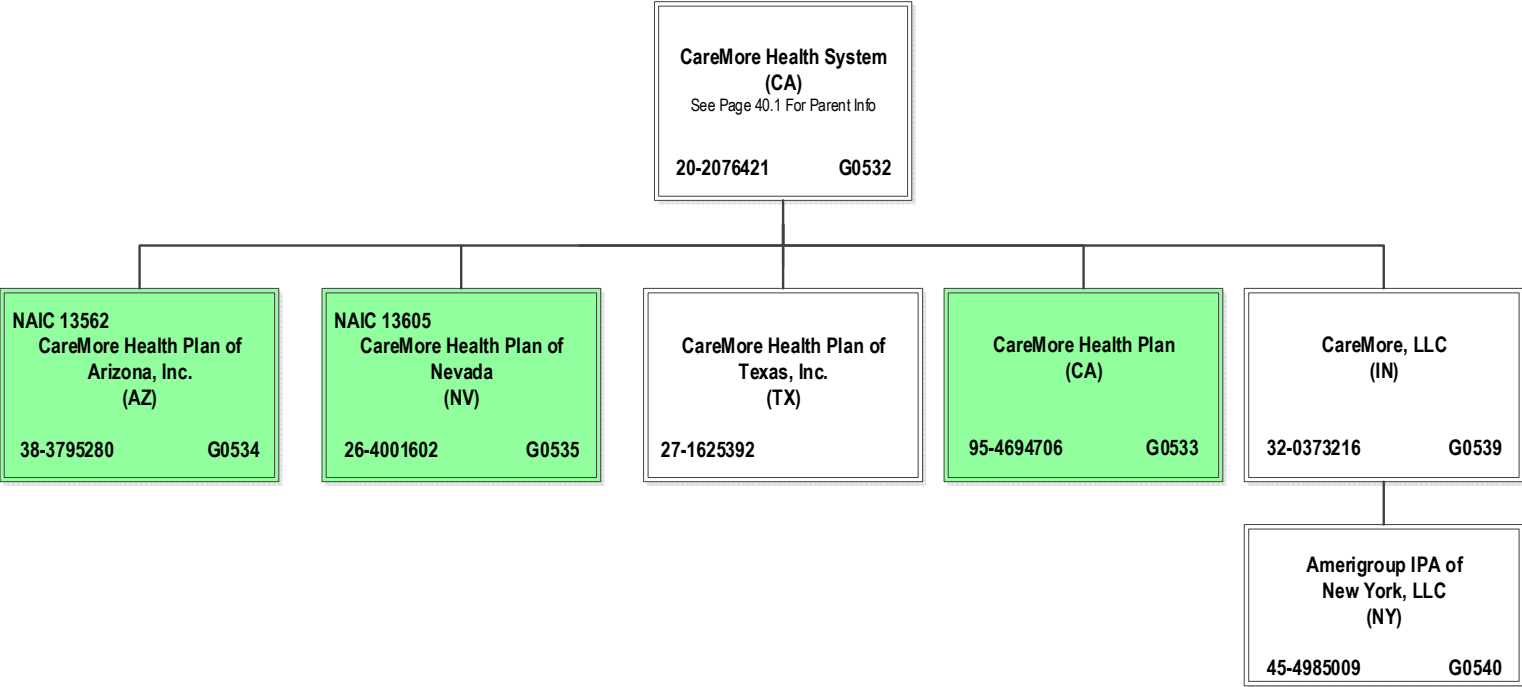 CareMore Health System
(CA)
See Page 40.1 For Parent Info
20-2076421 G0532
NAIC 13562
CareMore Health Plan of
Arizona, Inc.
(AZ)
38-3795280 G0534
NAIC 13605
CareMore Health Plan of
Nevada
(NV)
26-4001602 G0535
CareMore Health Plan of
Texas, Inc.
(TX)
27-1625392
CareMore Health Plan
(CA)
95-4694706 G0533
CareMore, LLC
(IN)
32-0373216 G0539
Amerigroup IPA of
New York, LLC
(NY)
45-4985009 G0540